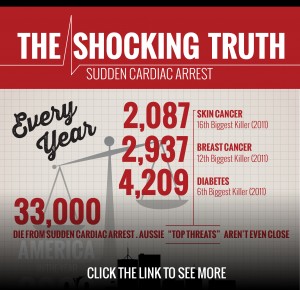 THE SHOCKING TRUTH
SUDDEN CARDIAC ARREST
Every
Year
2,087 SKIN CANCER
16th Biggest Killer (2011)
2,937 BREAST CANCER
12th Biggest Killer (2011)
4,209 DIABETES
6th Biggest Killer (2011)
33,000
DIE FROM SUDDEN CARDIAC ARREST . AUSSIE "TOP THREATS" AREN'T EVEN CLOSE
AMERICA
CLICK THE LINK TO SEE MORE